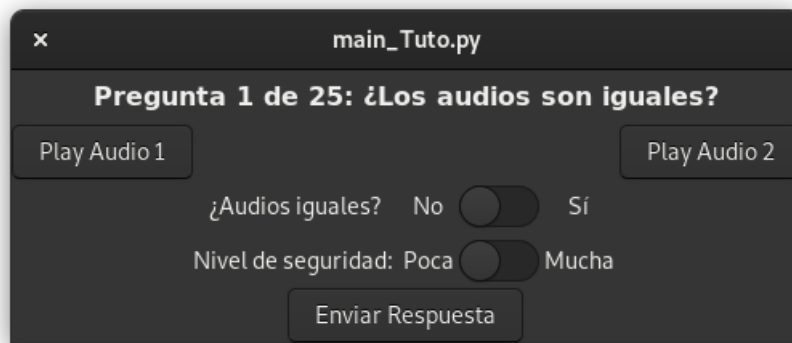 main_Tuto.py
Pregunta 1 de 25: ¿Los audios son iguales?
Play Audio 1 Play Audio 2
¿Audios iguales? No Sí
Nivel de seguridad: Poca Mucha
Enviar Respuesta